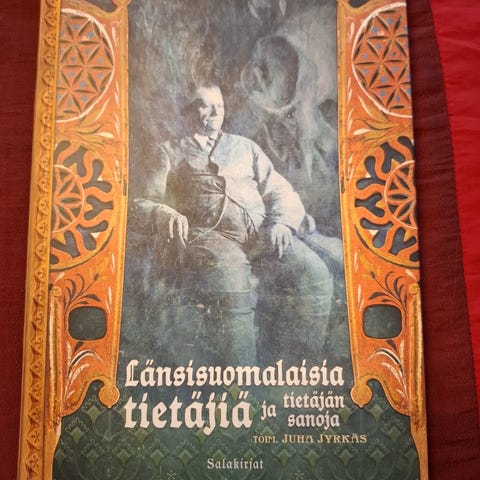 Länsisuomalaisia
tietäjiä ja tietäjän
sanoja
TOIM. JUHA JYRKÄS
Salakirjat